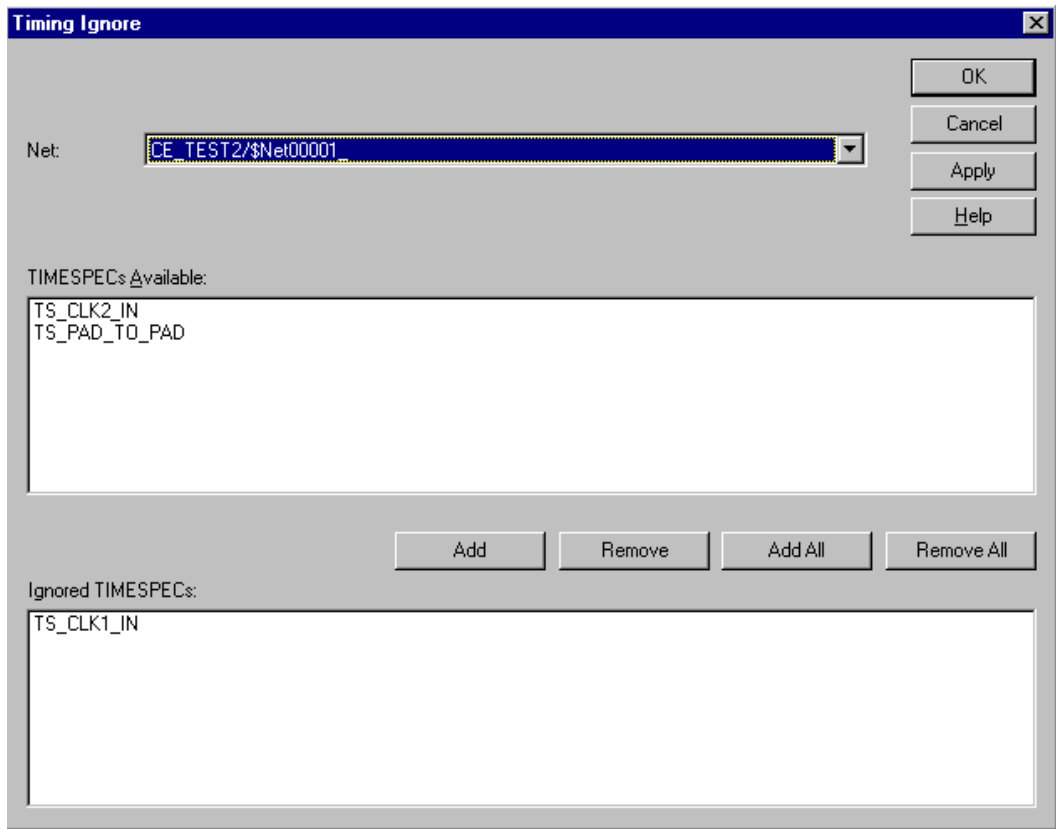 Timing Ignore
OK
Cancel
Net: CE_TEST2/$Net00001_
Apply
Help
TIMESPECs Available:
TS_CLK2_IN
TS_PAD_TO_PAD
Add Remove Add All Remove All
Ignored TIMESPECs:
TS_CLK1_IN